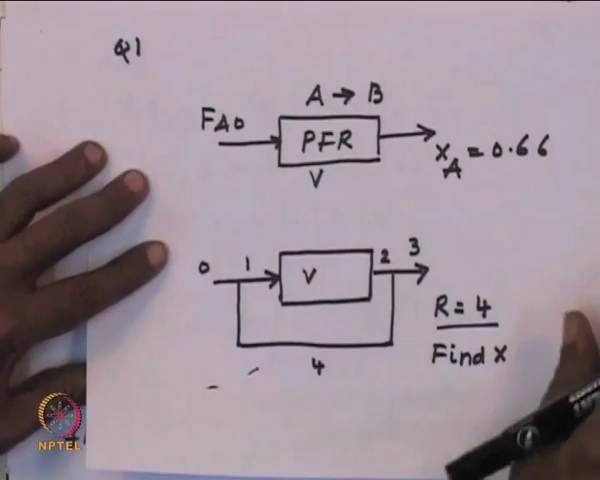 Q1
A → B
FA0
PFR
XA = 0.66
V
0 1 V 2 3
R = 4
Find X
4
NPTEL